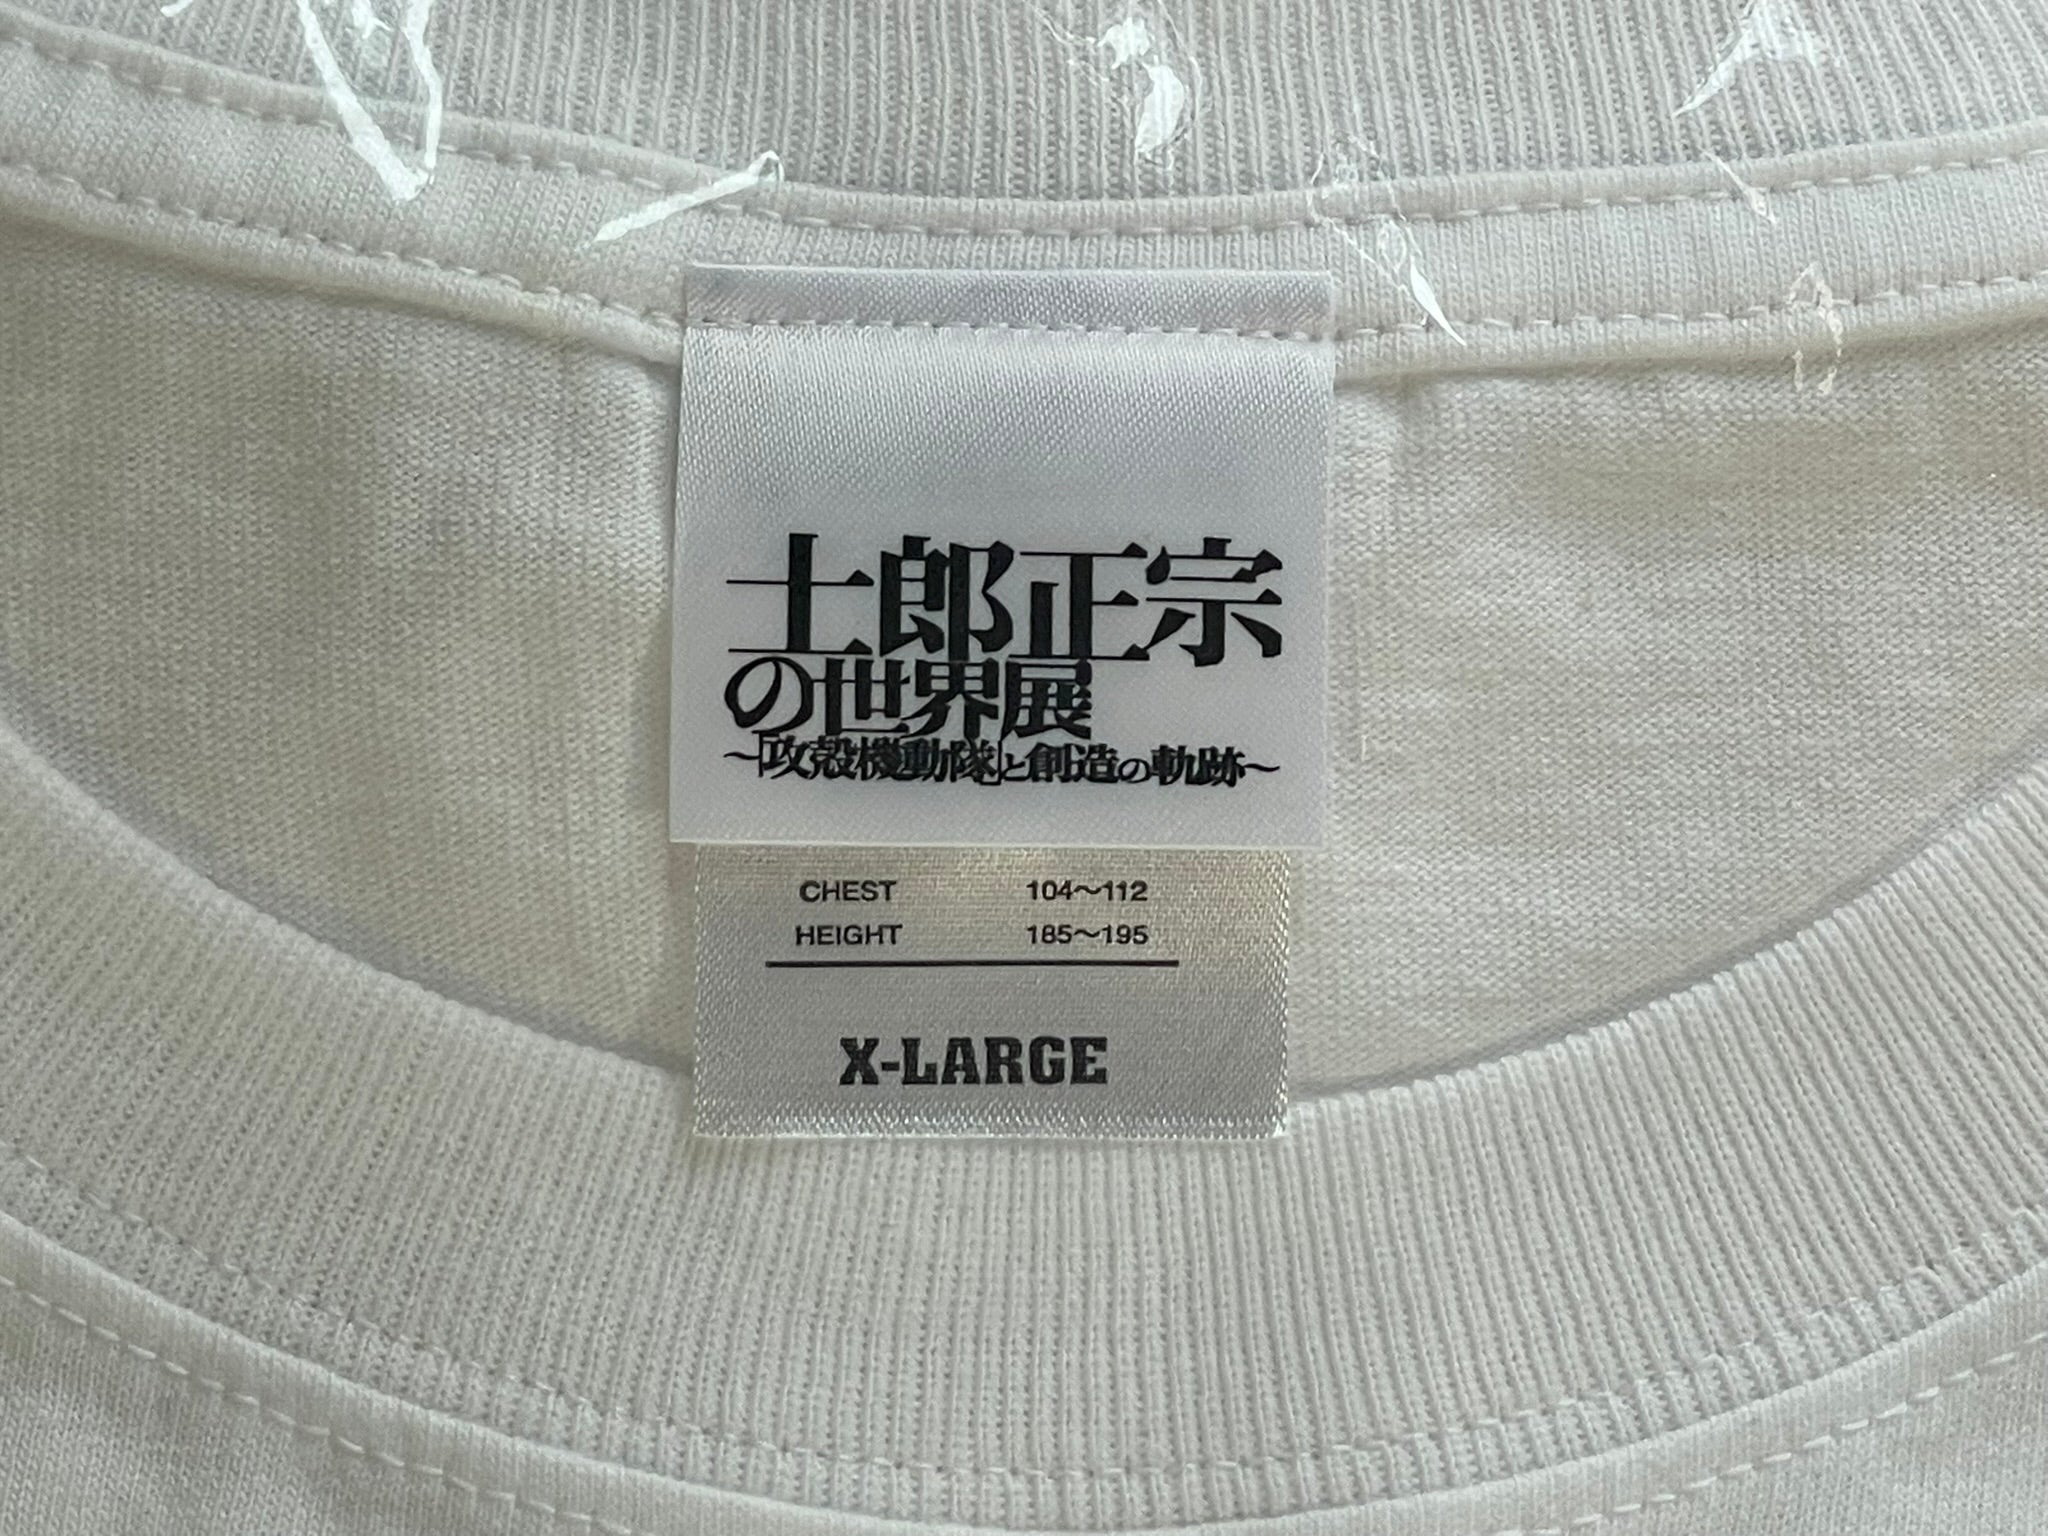 士郎正宗
の世界展
～「攻殻機動隊」と創造の軌跡～
CHEST 104～112
HEIGHT 185～195
X-LARGE